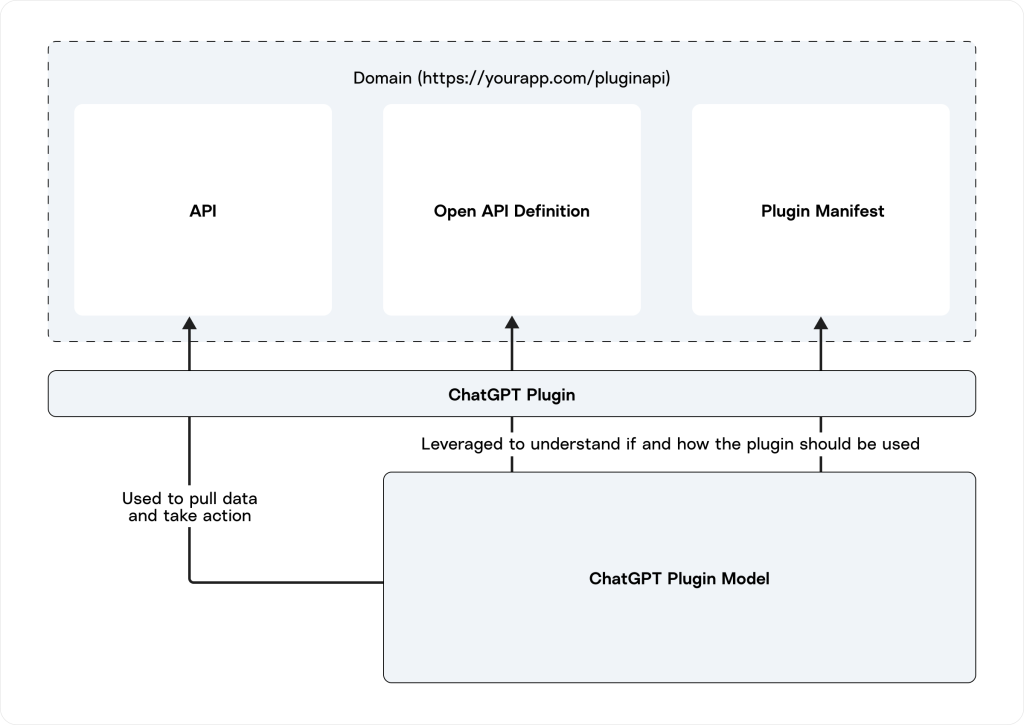 Domain (https://yourapp.com/pluginapi)
API
Open API Definition
Plugin Manifest
ChatGPT Plugin
Leveraged to understand if and how the plugin should be used
Used to pull data
and take action
ChatGPT Plugin Model